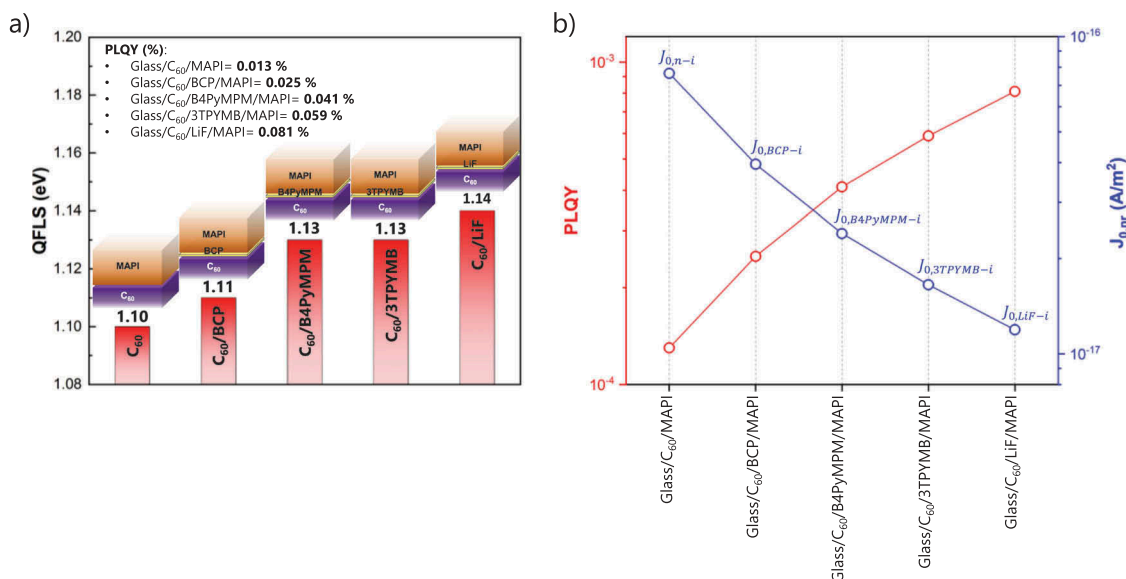 a)
QFLS (eV)
1.20
1.18
1.16
1.14
1.12
1.10
1.08
PLQY (%):
• Glass/C60/MAPI= 0.013 %
• Glass/C60/BCP/MAPI= 0.025 %
• Glass/C60/B4PyMPM/MAPI= 0.041 %
• Glass/C60/3TPYMB/MAPI= 0.059 %
• Glass/C60/LiF/MAPI= 0.081 %
MAPI
C60
1.10
C60
MAPI
BCP
C60
1.11
C60/BCP
MAPI
B4PyMPM
C60
1.13
C60/B4PyMPM
MAPI
3TPYMB
C60
1.13
C60/3TPYMB
MAPI
LiF
C60
1.14
C60/LiF
b)
PLQY
10-3
10-4
J0,n-i
J0,BCP-i
J0,B4PyMPM-i
J0,3TPYMB-i
J0,LiF-i
10-16
10-17
J0,nr (A/m2)
Glass/C60/MAPI
Glass/C60/BCP/MAPI
Glass/C60/B4PyMPM/MAPI
Glass/C60/3TPYMB/MAPI
Glass/C60/LiF/MAPI